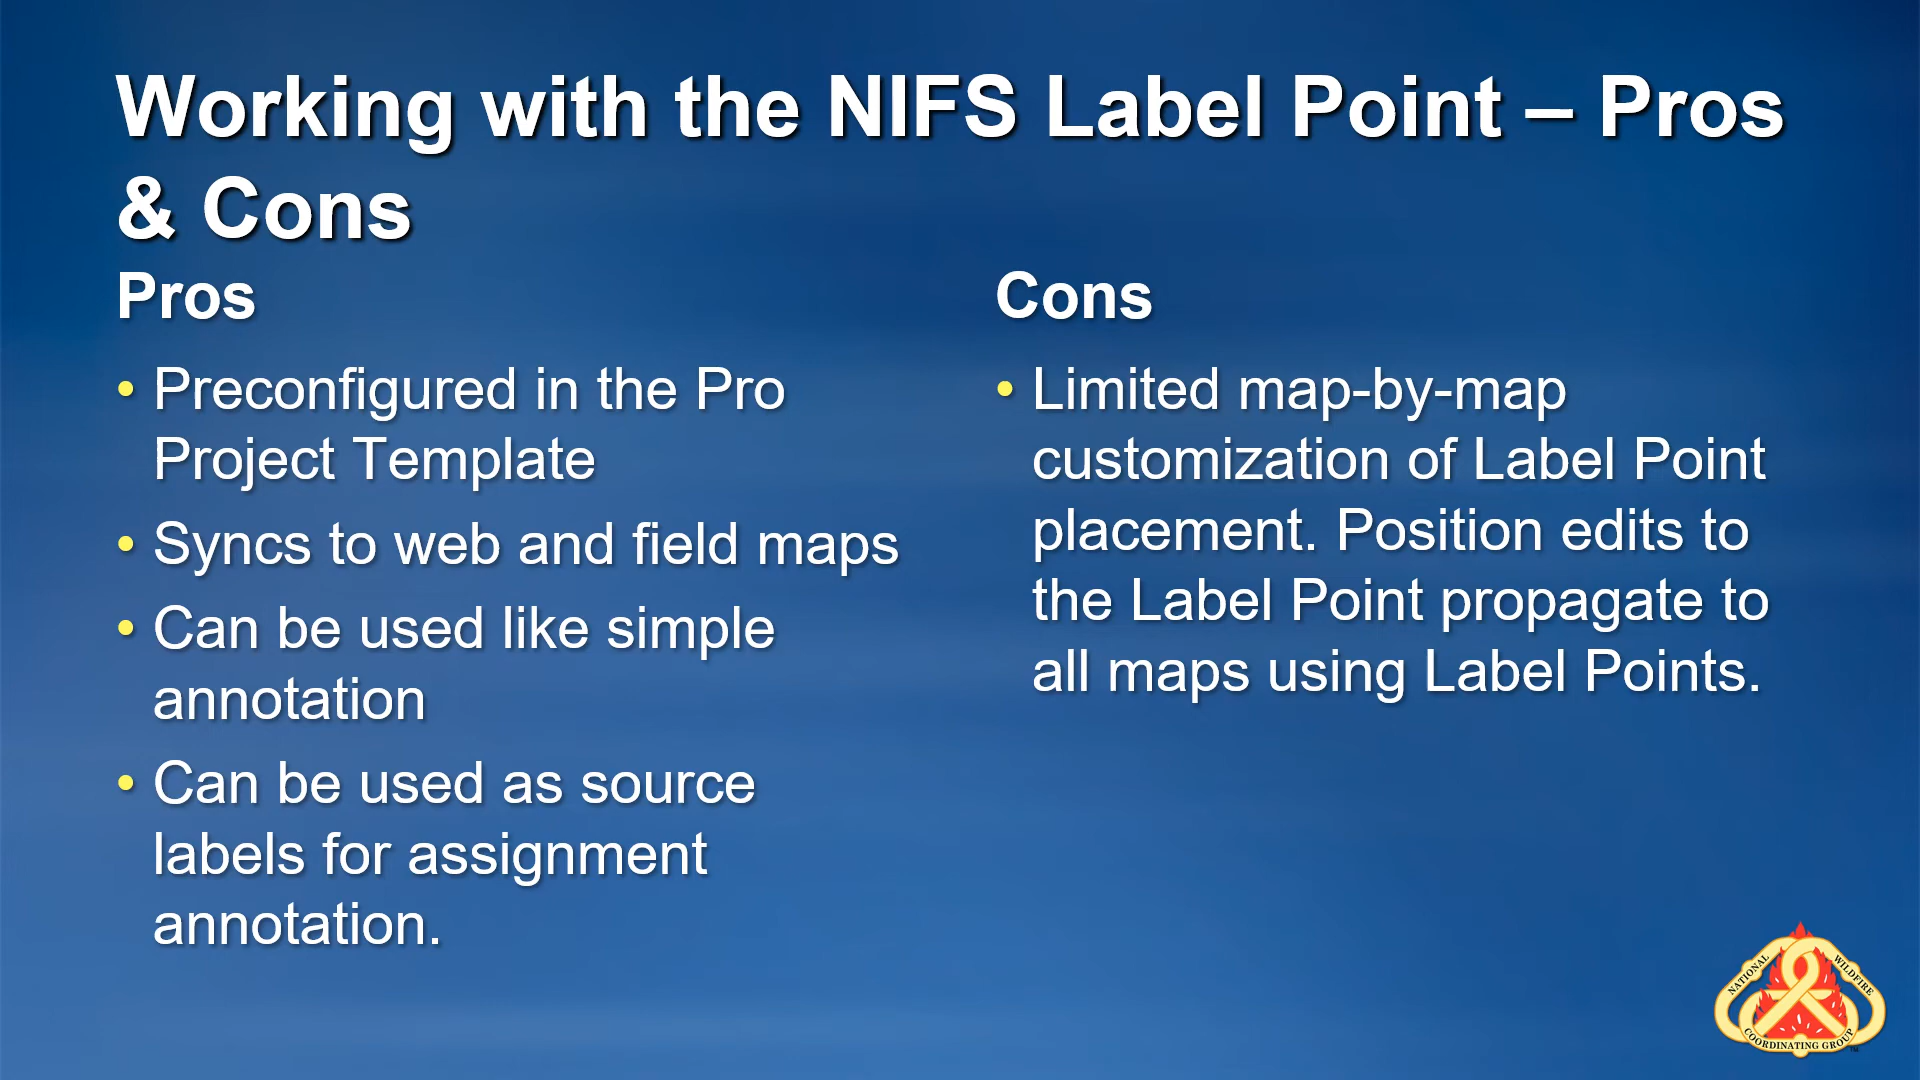 Working with the NIFS Label Point – Pros
& Cons
Pros
• Preconfigured in the Pro
Project Template
• Syncs to web and field maps
• Can be used like simple
annotation
• Can be used as source
labels for assignment
annotation.
Cons
• Limited map-by-map
customization of Label Point
placement. Position edits to
the Label Point propagate to
all maps using Label Points.
NATIONAL
WILDFIRE
COORDINATING GROUP
TM